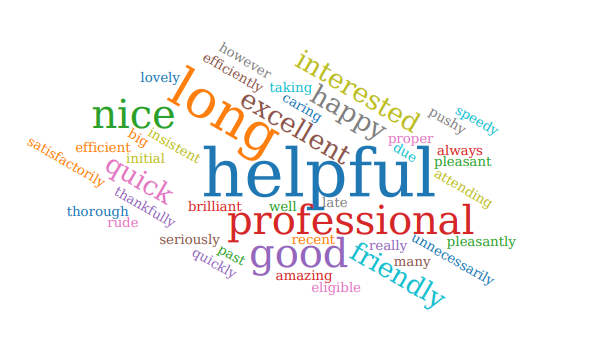 however
efficiently
lovely
interested
taking
long
caring
happy
excellent
nice
pushy
speedy
big
insistent
proper
due
always
satisfactorily
efficient
initial
pleasant
quick
helpful
attending
thankfully
thorough
rude
brilliant
well
late
professional
seriously
recent
good
really
unnecessarily
pleasantly
past
quickly
friendly
many
amazing
eligible